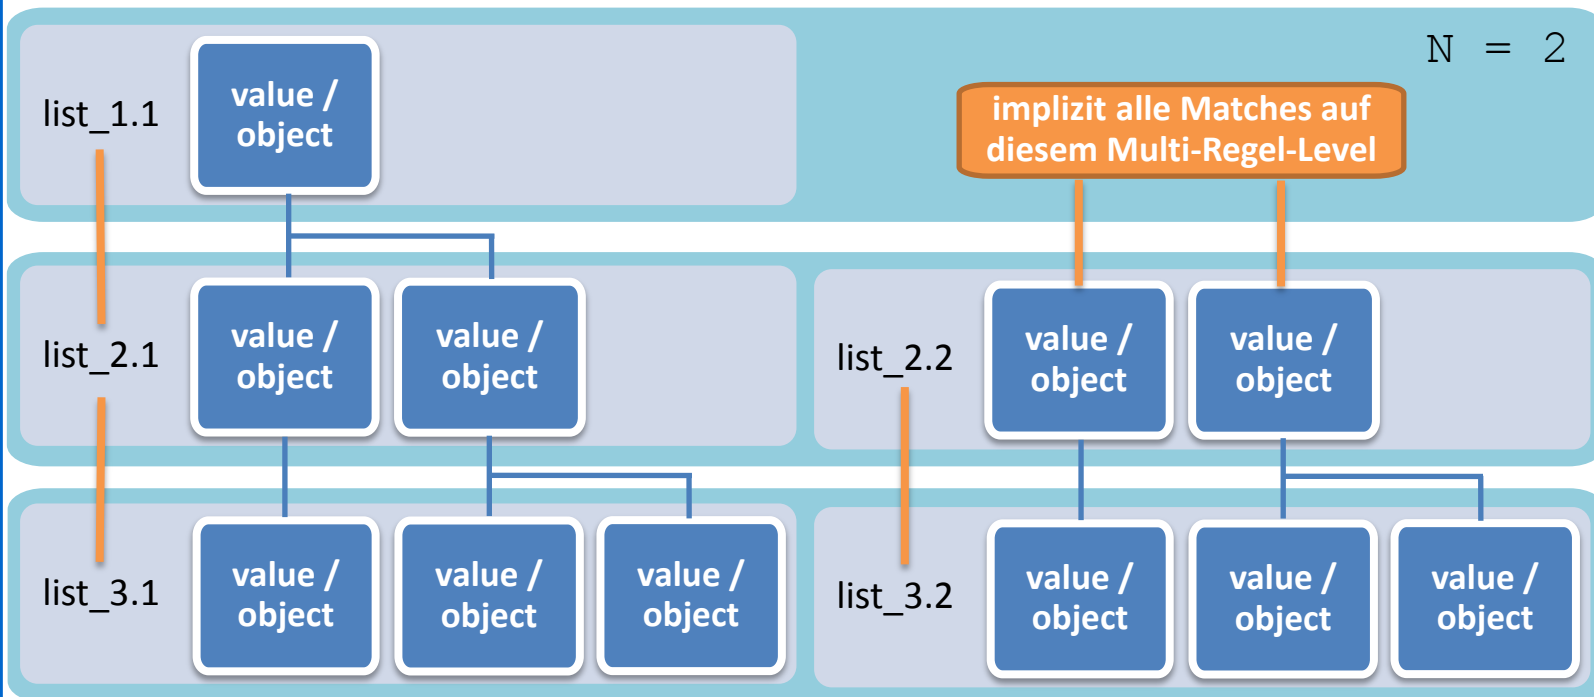 N = 2
list_1.1
value /
object
implizit alle Matches auf
diesem Multi-Regel-Level
list_2.1
value /
object
value /
object
list_2.2
value /
object
value /
object
list_3.1
value /
object
value /
object
value /
object
list_3.2
value /
object
value /
object
value /
object